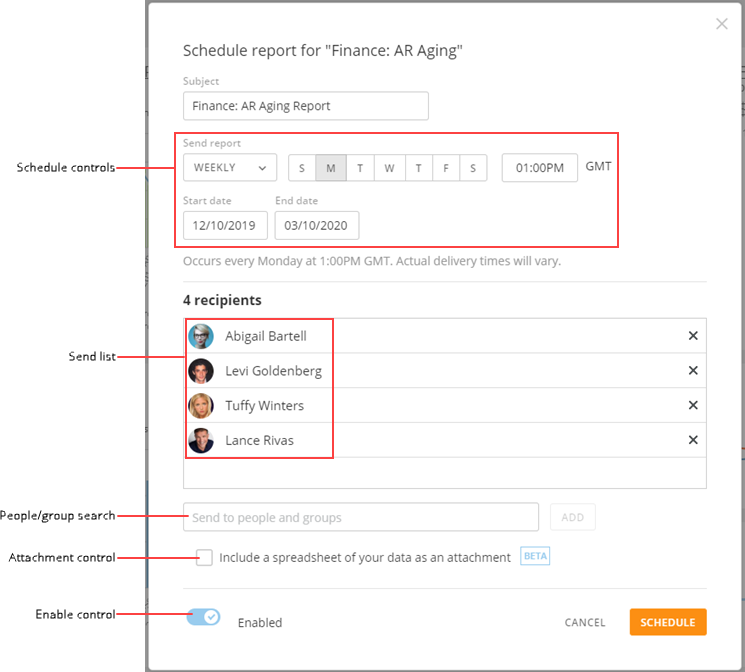 Schedule report for "Finance: AR Aging"
Subject
Finance: AR Aging Report
Send report
Schedule controls
WEEKLY S M T W T F S 01:00PM GMT
Start date End date
12/10/2019 03/10/2020
Occurs every Monday at 1:00PM GMT. Actual delivery times will vary.
4 recipients
Abigail Bartell
Send list
Levi Goldenberg
Tuffy Winters
Lance Rivas
People/group search
Send to people and groups ADD
Attachment control
Include a spreadsheet of your data as an attachment BETA
Enable control
Enabled CANCEL SCHEDULE